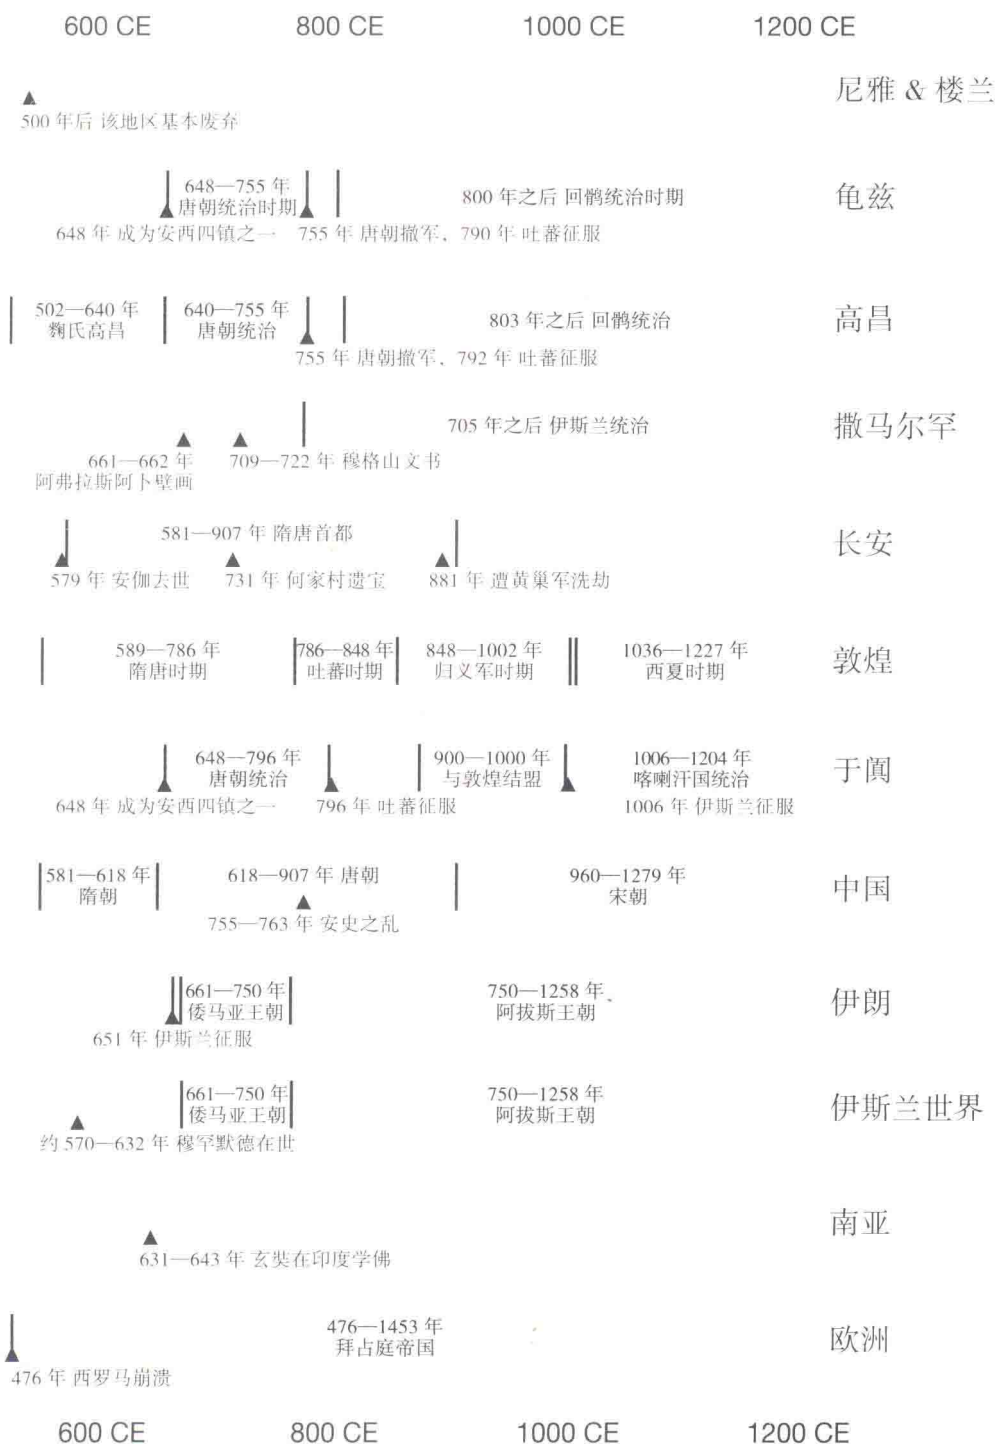 600 CE 800 CE 1000 CE 1200 CE
尼雅 & 楼兰
500 年后 该地区基本废弃
648—755 年
唐朝统治时期
800 年之后 回鹘统治时期
龟兹
648 年 成为安西四镇之一
755 年 唐朝撤军、790 年 吐蕃征服
502—640 年
麴氏高昌
640—755 年
唐朝统治
803 年之后 回鹘统治
高昌
755 年 唐朝撤军、792 年 吐蕃征服
705 年之后 伊斯兰统治
撒马尔罕
661—662 年
阿弗拉斯阿卜壁画
709—722 年 穆格山文书
581—907 年 隋唐首都
长安
579 年 安伽去世
731 年 何家村遗宝
881 年 遭黄巢军洗劫
589—786 年
隋唐时期
786—848 年
吐蕃时期
848—1002 年
归义军时期
1036—1227 年
西夏时期
敦煌
648—796 年
唐朝统治
900—1000 年
与敦煌结盟
1006—1204 年
喀喇汗国统治
于阗
648 年 成为安西四镇之一
796 年 吐蕃征服
1006 年 伊斯兰征服
581—618 年
隋朝
618—907 年 唐朝
960—1279 年
宋朝
中国
755—763 年 安史之乱
661—750 年
倭马亚王朝
750—1258 年
阿拔斯王朝
伊朗
651 年 伊斯兰征服
661—750 年
倭马亚王朝
750—1258 年
阿拔斯王朝
伊斯兰世界
约 570—632 年 穆罕默德在世
南亚
631—643 年 玄奘在印度学佛
476—1453 年
拜占庭帝国
欧洲
476 年 西罗马崩溃
600 CE 800 CE 1000 CE 1200 CE